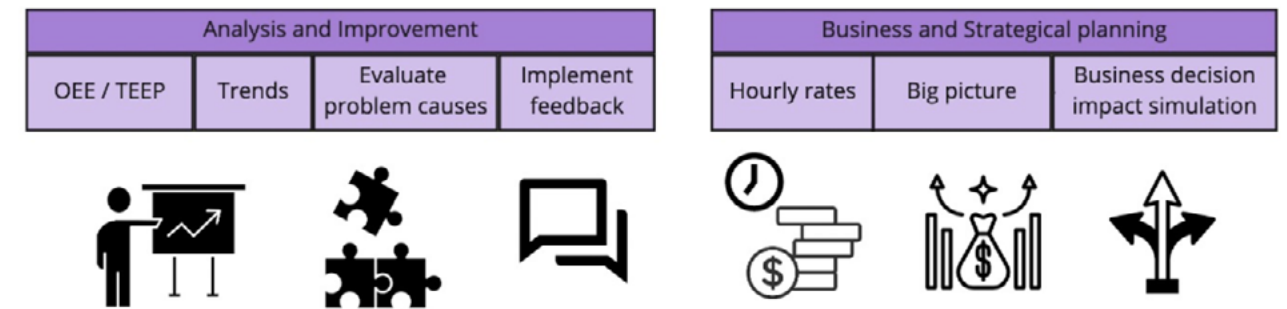 Analysis and Improvement
OEE / TEEP
Trends
Evaluate
problem causes
Implement
feedback
Business and Strategical planning
Hourly rates
Big picture
Business decision
impact simulation
$
$